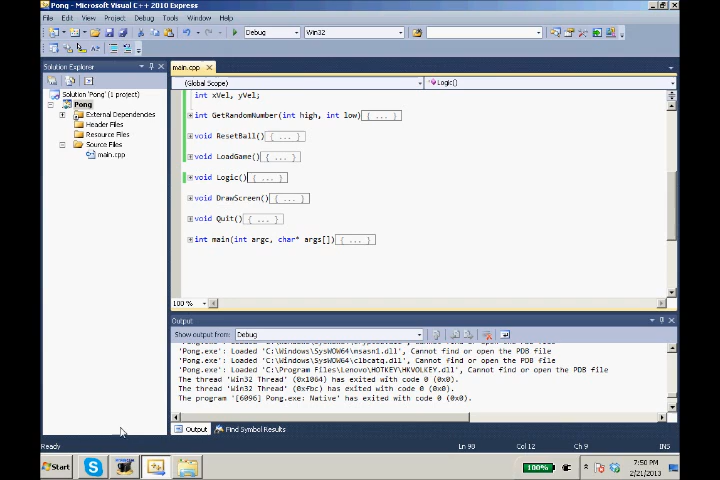 Pong - Microsoft Visual C++ 2010 Express
File Edit View Project Debug Tools Window Help
Debug Win32
Solution Explorer
main.cpp
(Global Scope) Logic()
Solution 'Pong' (1 project)
Pong
External Dependencies
Header Files
Resource Files
Source Files
main.cpp
int xVel, yVel;
int GetRandomNumber(int high, int low){ ... }
void ResetBall(){ ... }
void LoadGame(){ ... }
void Logic(){ ... }
void DrawScreen(){ ... }
void Quit(){ ... }
int main(int argc, char* args[]){ ... }
100 %
Output
Show output from: Debug
'Pong.exe': Loaded 'C:\Windows\SysWOW64\msasn1.dll', Cannot find or open the PDB file
'Pong.exe': Loaded 'C:\Windows\SysWOW64\clbcatq.dll', Cannot find or open the PDB file
'Pong.exe': Loaded 'C:\Program Files\Lenovo\HOTKEY\HKVOLKEY.dll', Cannot find or open the PDB file
The thread 'Win32 Thread' (0x1064) has exited with code 0 (0x0).
The thread 'Win32 Thread' (0xfbc) has exited with code 0 (0x0).
The program '[6096] Pong.exe: Native' has exited with code 0 (0x0).
Output Find Symbol Results
Ready Ln 98 Col 12 Ch 9 INS
Start 100% 7:50 PM
2/21/2013